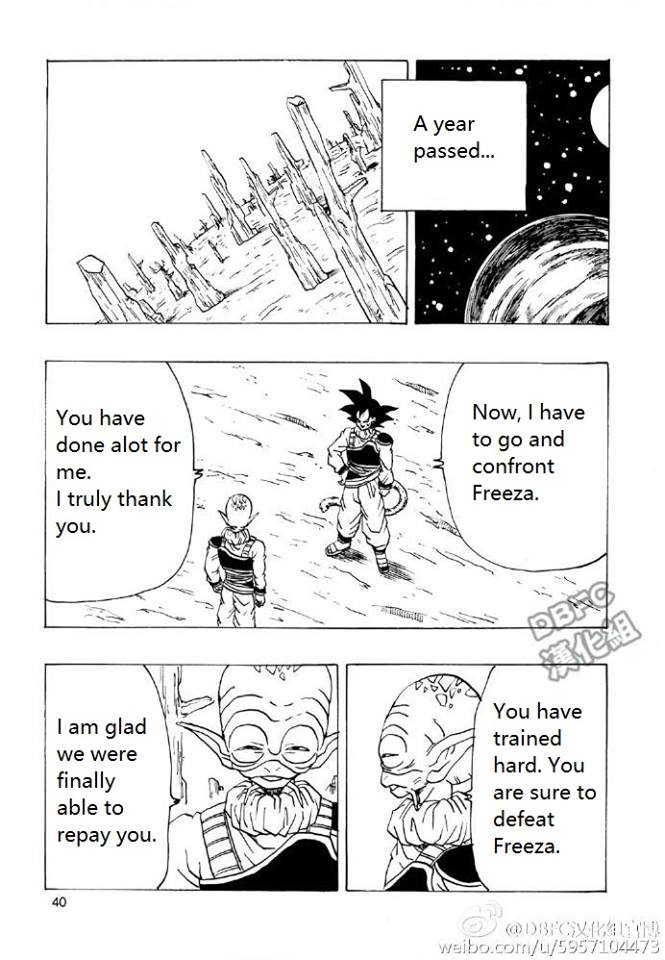 A year
passed...
Now, I have
to go and
confront
Freeza.
You have
done alot for
me.
I truly thank
you.
DBFC
漢化組
You have
trained
hard. You
are sure to
defeat
Freeza.
I am glad
we were
finally
able to
repay you.
40
@DBFC汉化组官博
weibo.com/u/5957104473